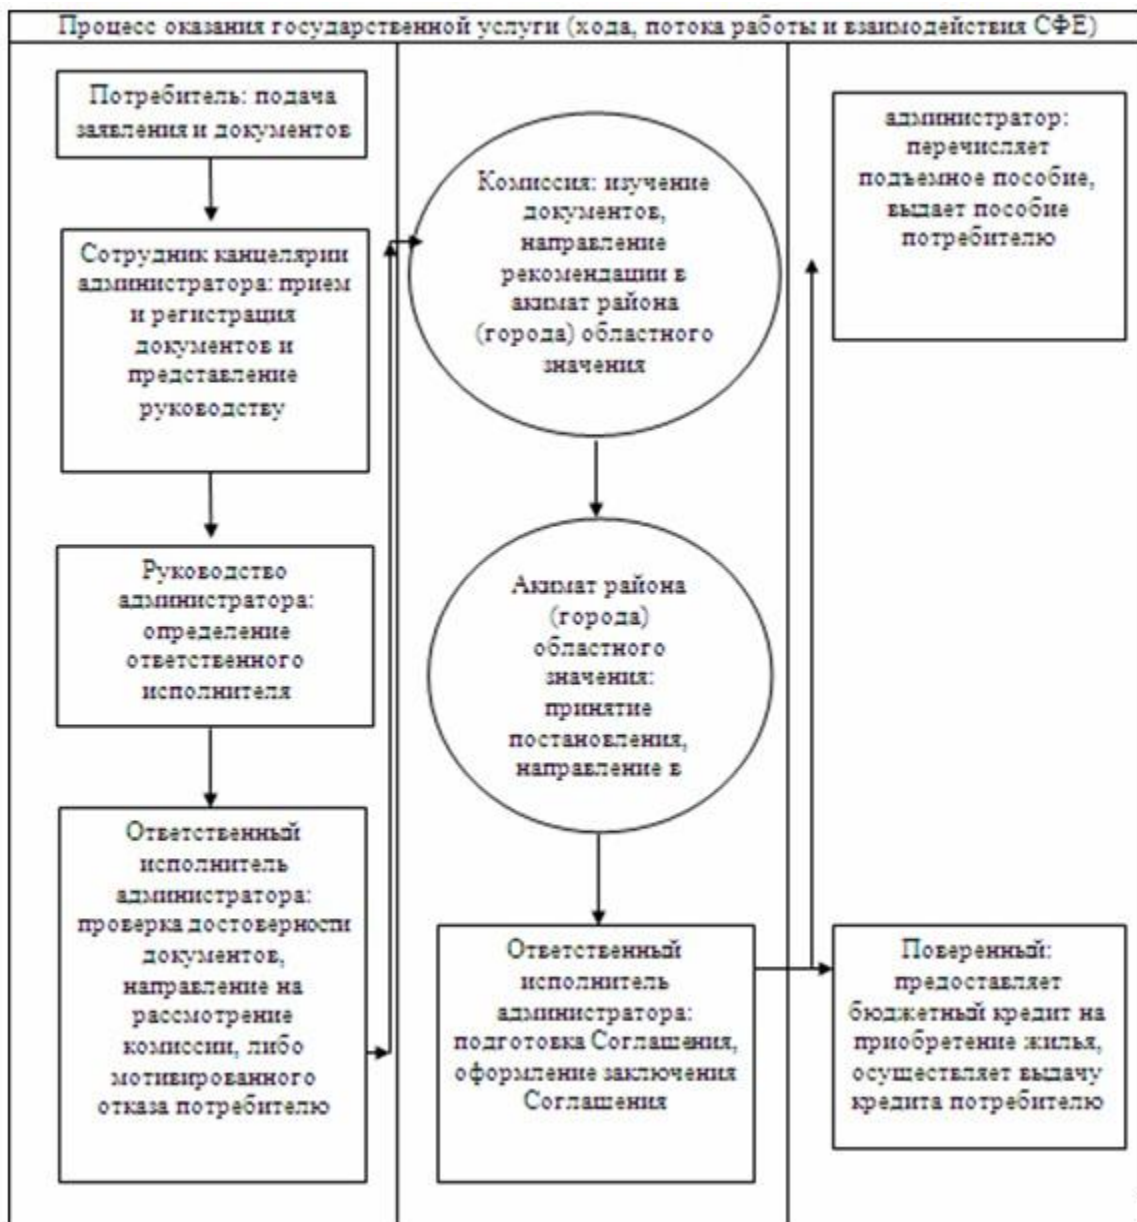 Процесс оказания государственной услуги (хода, потока работы и взаимодействия СФЕ)
Потребитель: подача
заявления и документов
Сотрудник канцелярии
администратора: прием
и регистрация
документов и
представление
руководству
Руководство
администратора:
определение
ответственного
исполнителя
Ответственный
исполнитель
администратора:
проверка достоверности
документов,
направление на
рассмотрение
комиссии, либо
мотивированного
отказа потребителю
Комиссия: изучение
документов,
направление
рекомендации в
акимат района
(города) областного
значения
Акимат района
(города)
областного
значения:
принятие
постановления,
направление в
Ответственный
исполнитель
администратора:
подготовка Соглашения,
оформление заключения
Соглашения
администратор:
перечисляет
подъемное пособие,
выдает пособие
потребителю
Поверенный:
предоставляет
бюджетный кредит на
приобретение жилья,
осуществляет выдачу
кредита потребителю